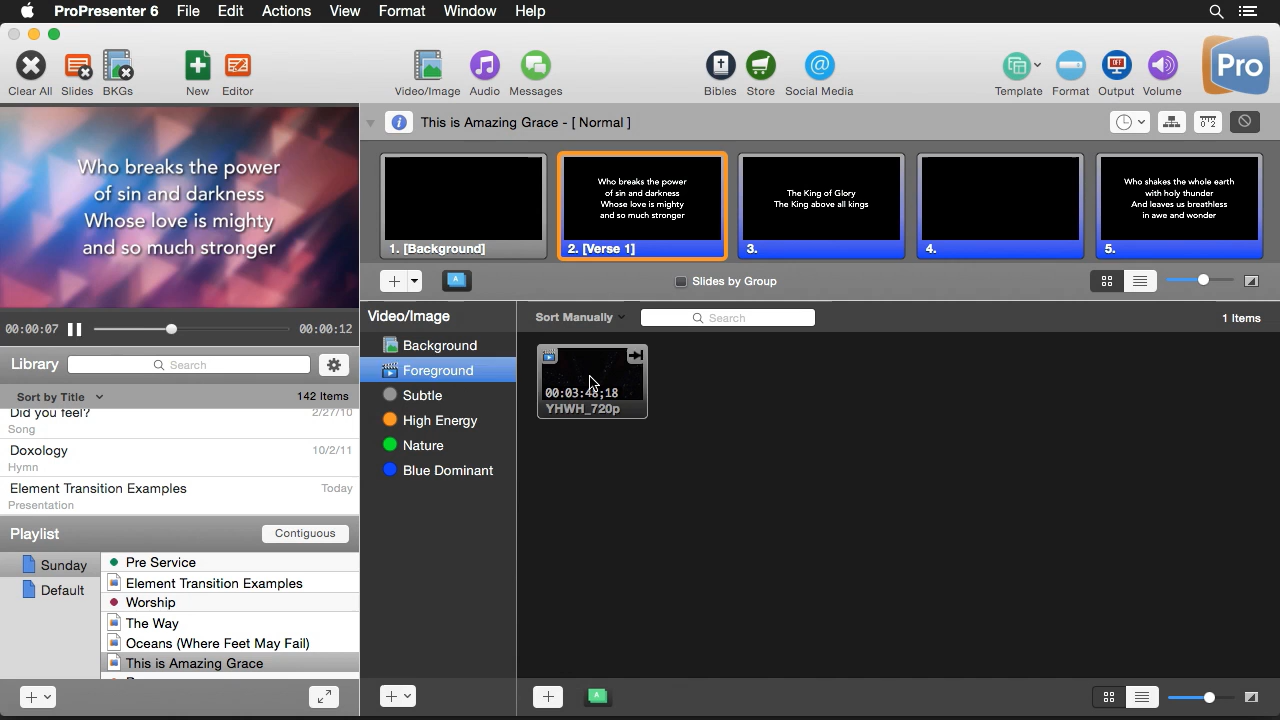 ProPresenter 6 File Edit Actions View Format Window Help
Clear All Slides BKGs New Editor Video/Image Audio Messages Bibles Store Social Media Template Format Output Volume
OFF
Pro
Who breaks the power
of sin and darkness
Whose love is mighty
and so much stronger
00:00:07 00:00:12
Library Search
Sort by Title 142 Items
Did you feel? 2/27/10
Song
Doxology 10/2/11
Hymn
Element Transition Examples Today
Presentation
Playlist Contiguous
Sunday
Default
Pre Service
Element Transition Examples
Worship
The Way
Oceans (Where Feet May Fail)
This is Amazing Grace
This is Amazing Grace - [ Normal ]
1. [Background]
Who breaks the power
of sin and darkness
Whose love is mighty
and so much stronger
2. [Verse 1]
The King of Glory
The King above all kings
3.
4.
Who shakes the whole earth
with holy thunder
And leaves us breathless
in awe and wonder
5.
Slides by Group
Video/Image
Background
Foreground
Subtle
High Energy
Nature
Blue Dominant
Sort Manually Search 1 Items
00:03:48;18
YHWH_720p